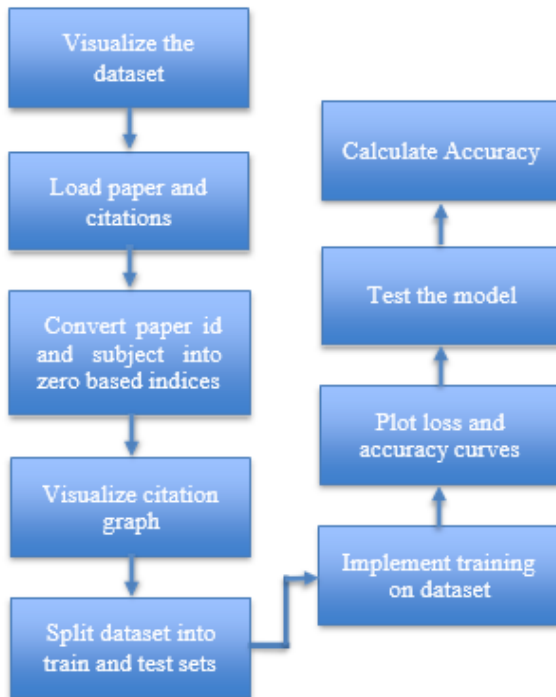 Visualize the
dataset
Load paper and
citations
Convert paper id
and subject into
zero based indices
Visualize citation
graph
Split dataset into
train and test sets
Implement training
on dataset
Plot loss and
accuracy curves
Test the model
Calculate Accuracy